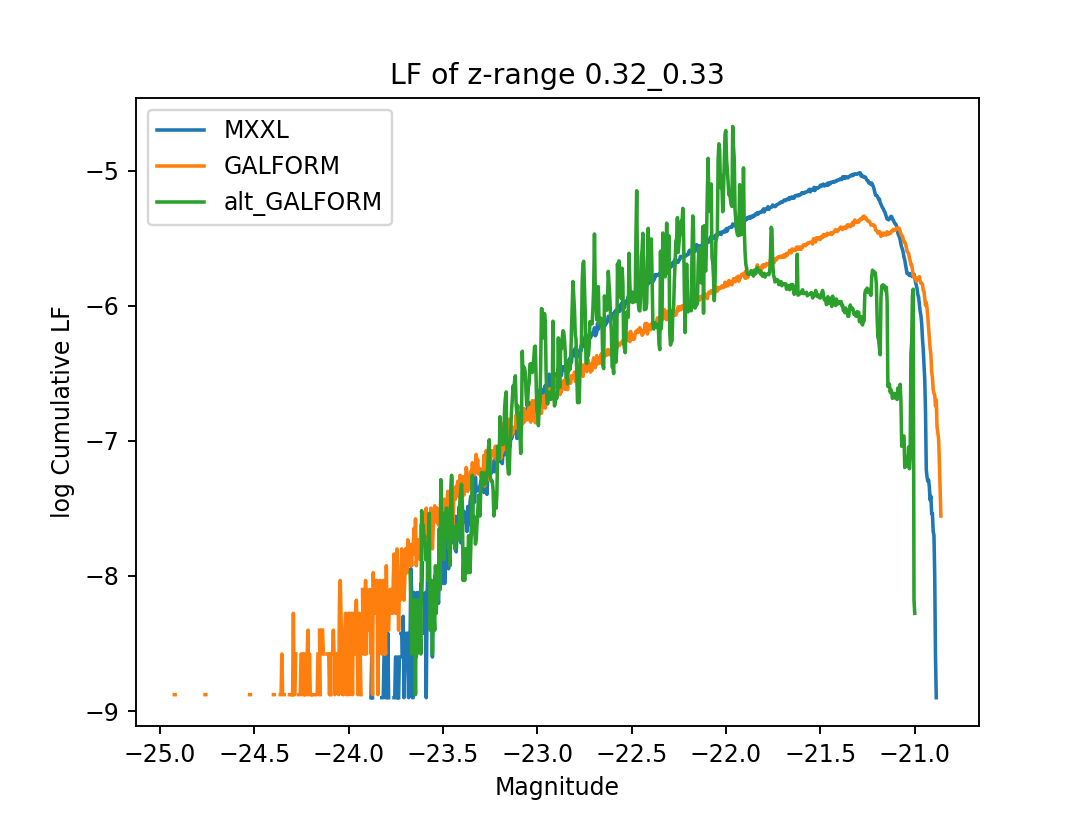 LF of z-range 0.32_0.33
MXXL
GALFORM
alt_GALFORM
−5
−6
−7
−8
−9
log Cumulative LF
−25.0
−24.5
−24.0
−23.5
−23.0
−22.5
−22.0
−21.5
−21.0
Magnitude